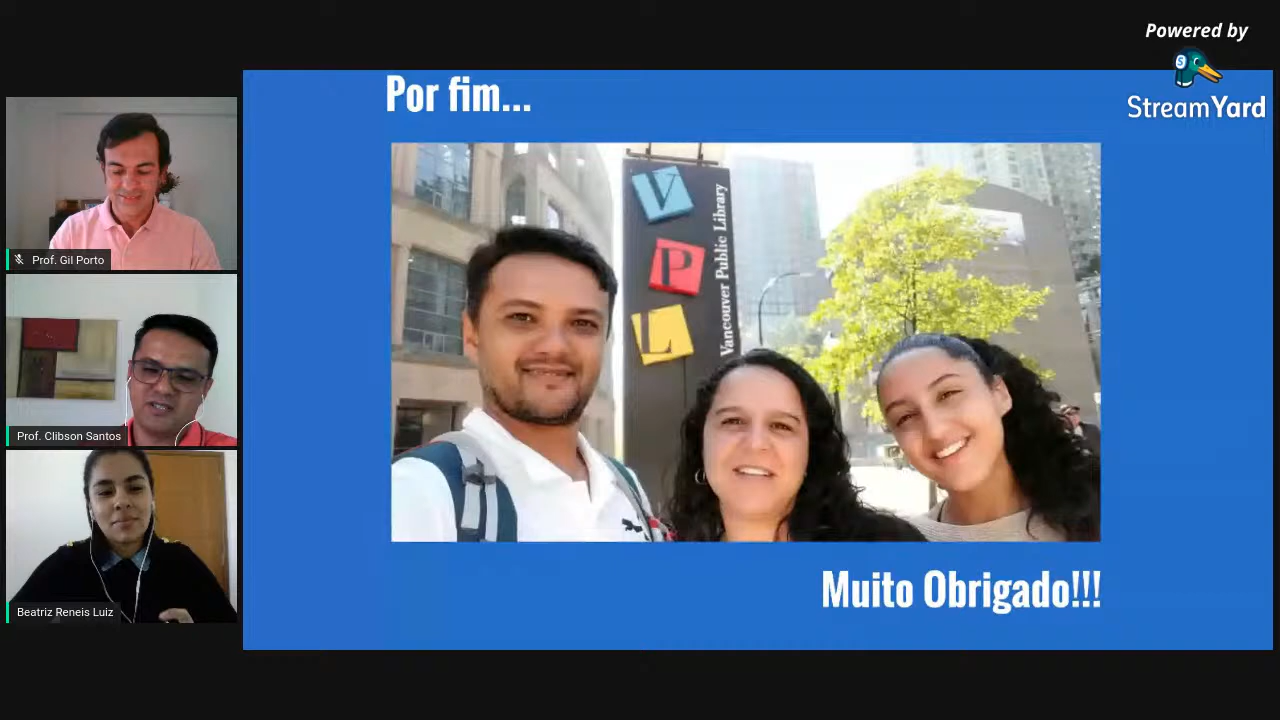 Powered by
StreamYard
Por fim...
V
P
L
Vancouver Public Library
Prof. Gil Porto
Prof. Clibson Santos
Beatriz Reneis Luiz
Muito Obrigado!!!